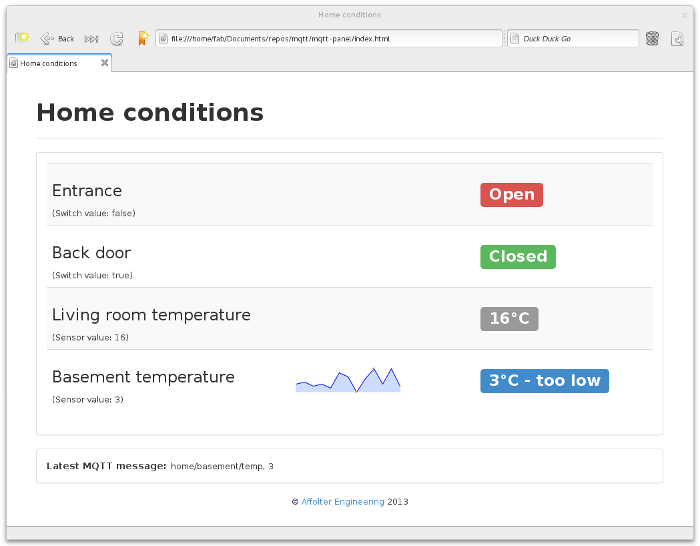 Home conditions
Back
file:///home/fab/Documents/repos/mqtt/mqtt-panel/index.html
Duck Duck Go
Home conditions
Home conditions
Entrance
Open
(Switch value: false)
Back door
Closed
(Switch value: true)
Living room temperature
16°C
(Sensor value: 16)
Basement temperature
3°C - too low
(Sensor value: 3)
Latest MQTT message: home/basement/temp, 3
© Affolter Engineering 2013